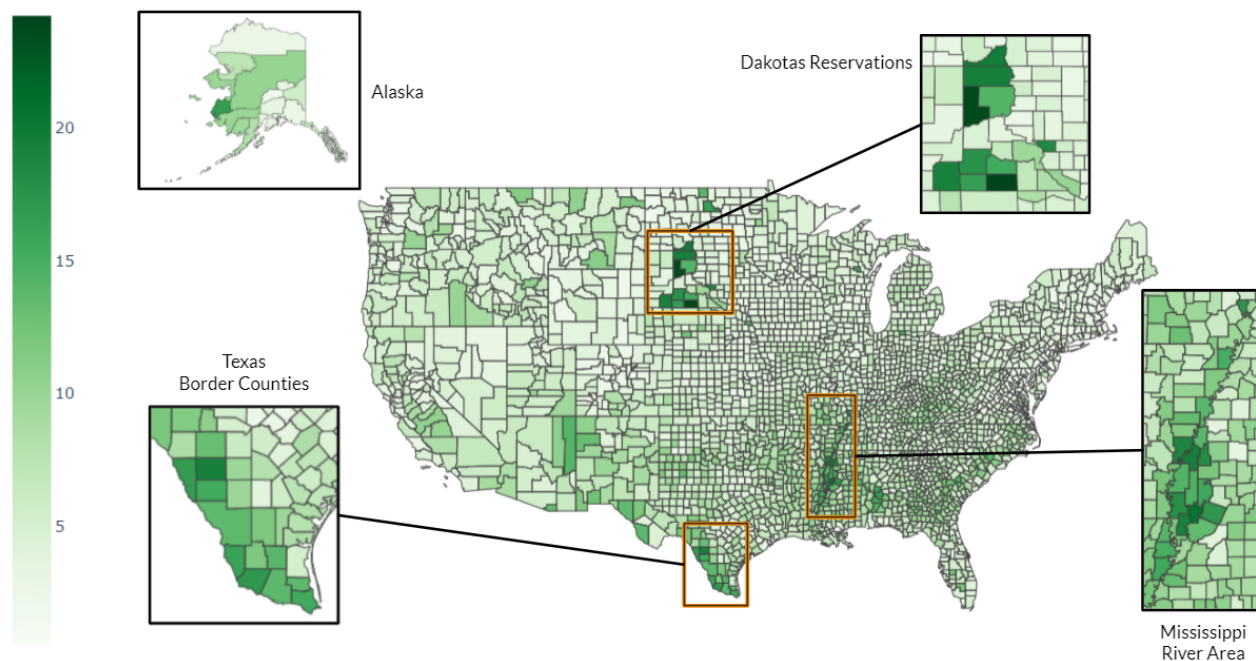 Alaska
Dakotas Reservations
20
15
10
5
Texas
Border Counties
Mississippi
River Area